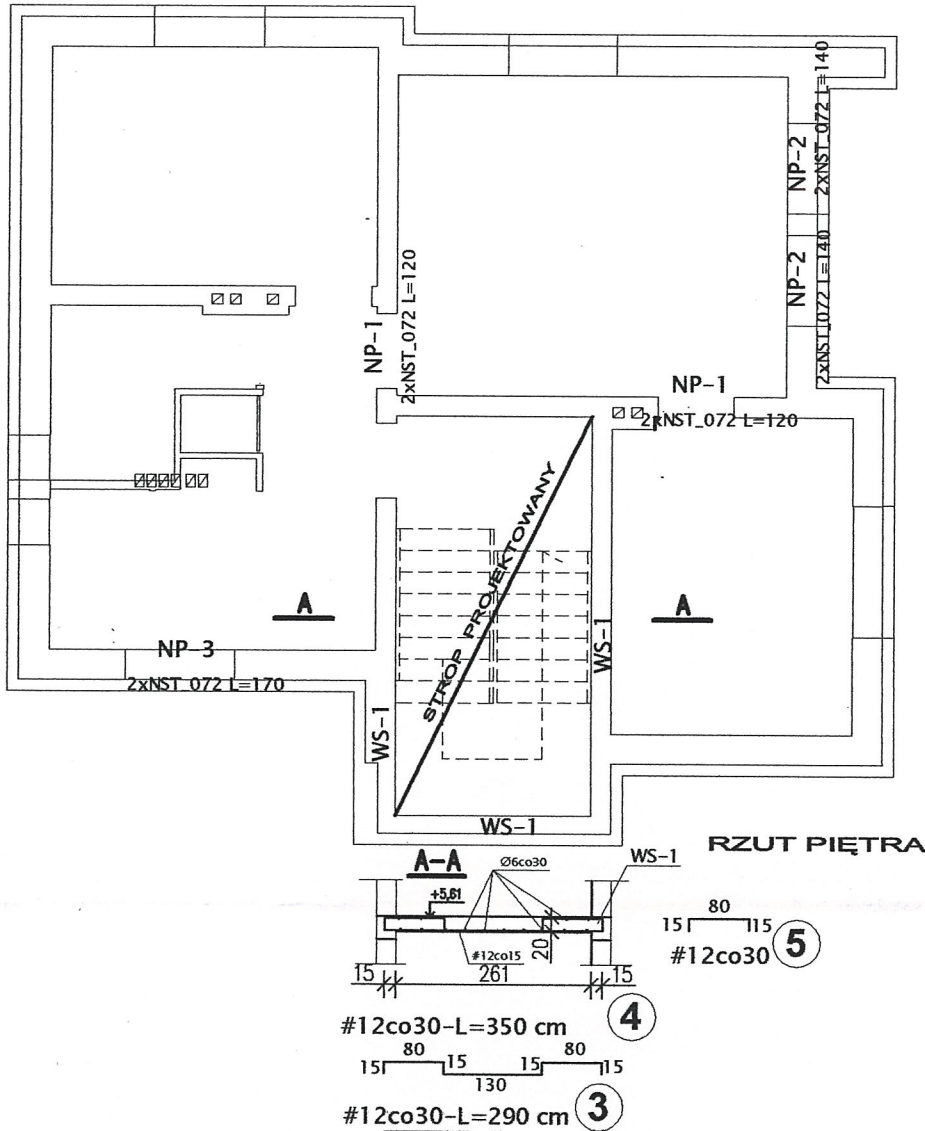 2xNST_072 L=140
NP-2
2xNST_072 L=140
NP-2
2xNST_072 L=120
NP-1
NP-1
2xNST_072 L=120
STROP PROJEKTOWANY
A
A
NP-3
2xNST_072 L=170
WS-1
WS-1
WS-1
RZUT PIĘTRA
A-A
Ø6co30
WS-1
+5,61
#12co15
20
15
261
15
80
15
15
#12co30
5
#12co30-L=350 cm
4
80
15
15
80
15
15
130
#12co30-L=290 cm
3